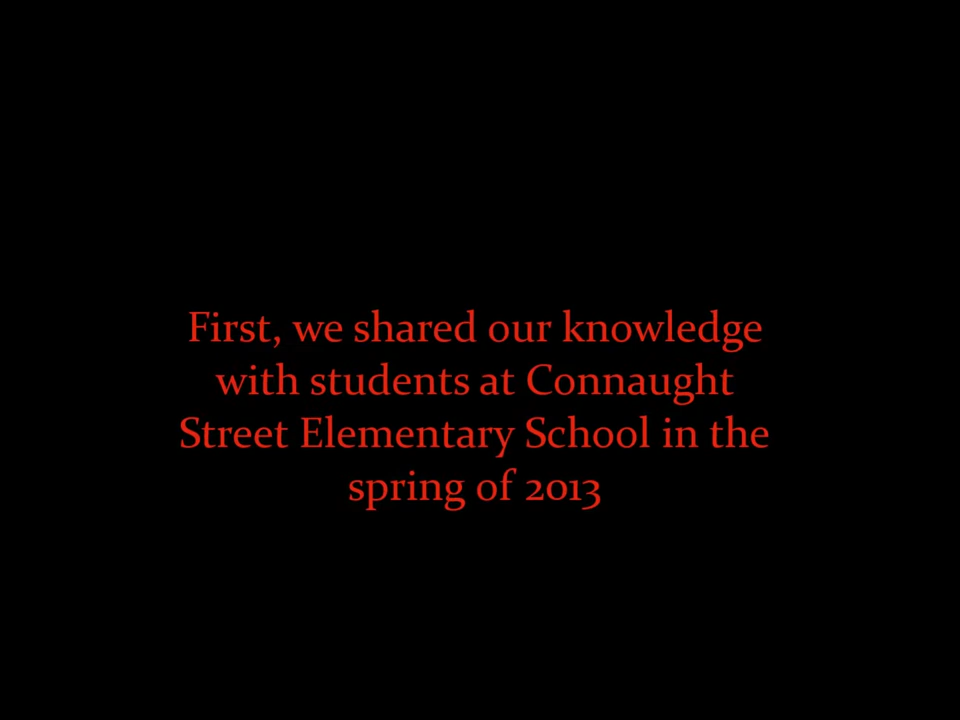 First, we shared our knowledge
with students at Connaught
Street Elementary School in the
spring of 2013